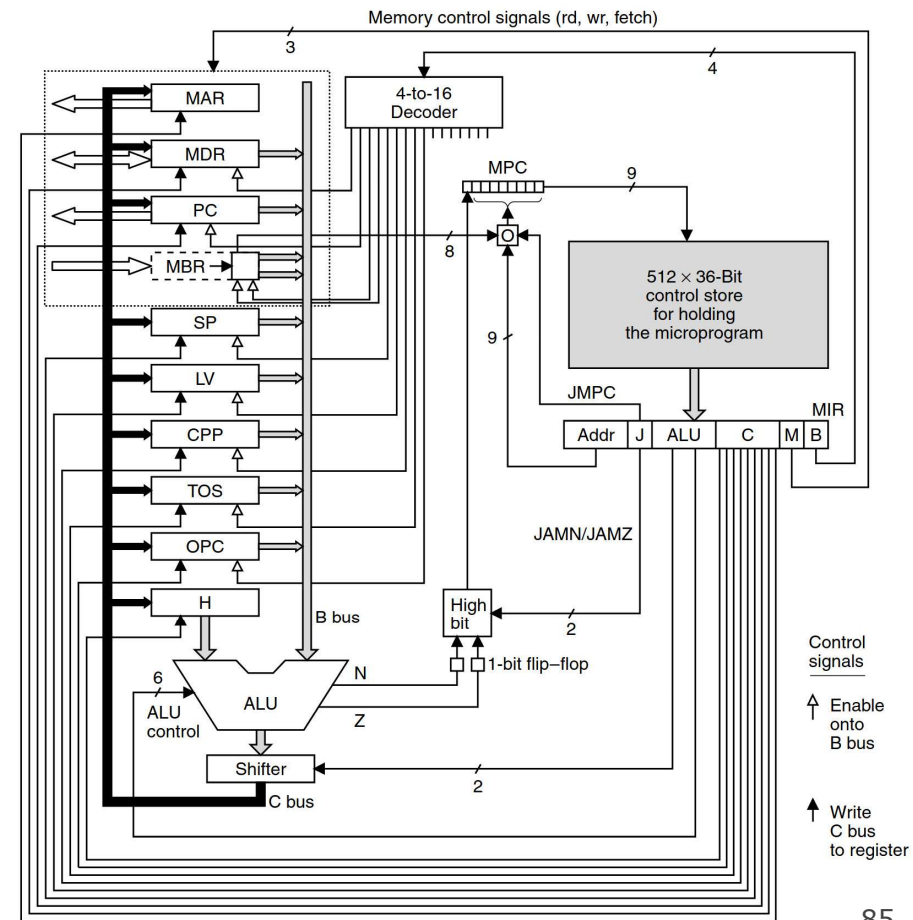 Memory control signals (rd, wr, fetch)
3
4
MAR
4-to-16
Decoder
MDR
MPC
9
PC
O
8
MBR
512 × 36-Bit
control store
for holding
the microprogram
SP
9
LV
JMPC
MIR
Addr J ALU C M B
CPP
TOS
JAMN/JAMZ
OPC
H
High
bit
B bus
2
Control
signals
1-bit flip–flop
N
6
ALU
ALU
control
Z
Enable
onto
B bus
Shifter
2
C bus
Write
C bus
to register
85